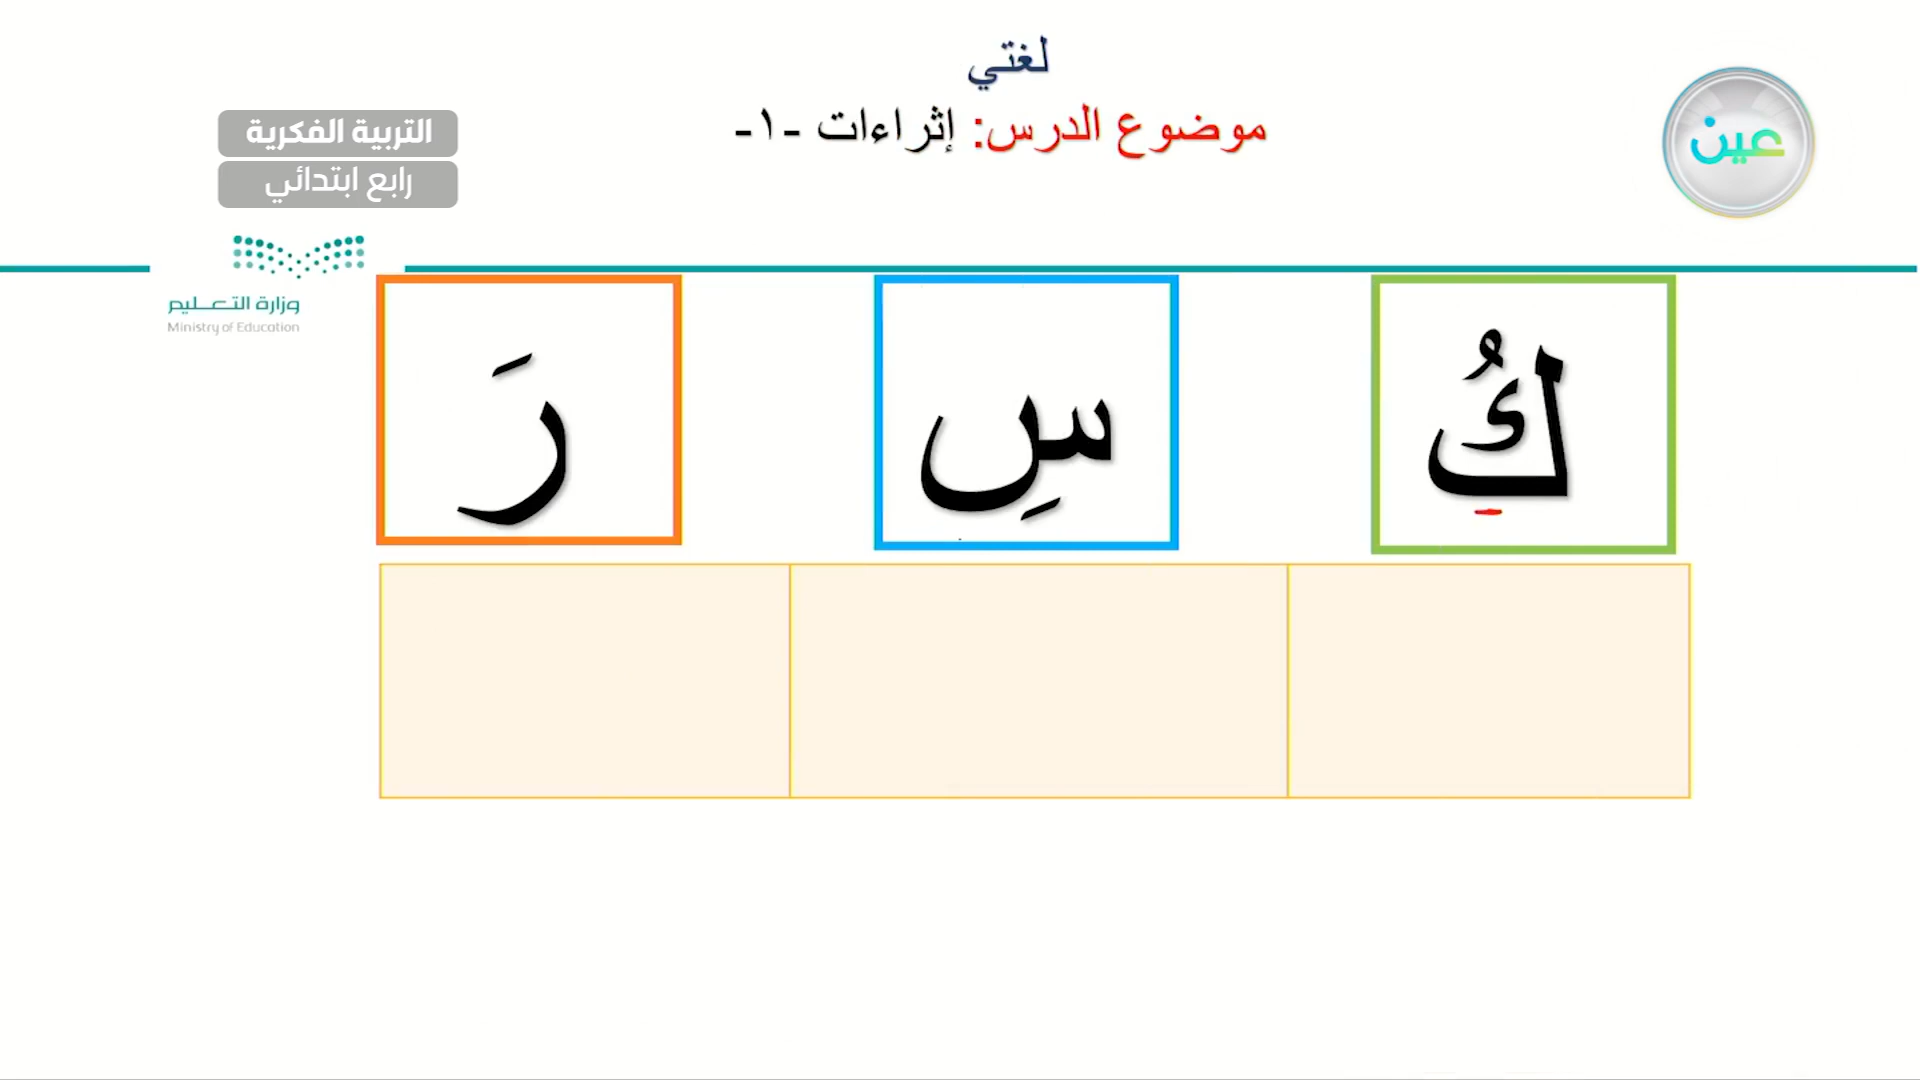 لغتي
موضوع الدرس: إثراءات -١-
عين
التربية الفكرية
رابع ابتدائي
وزارة التعليم
Ministry of Education
كُ سِ رَ